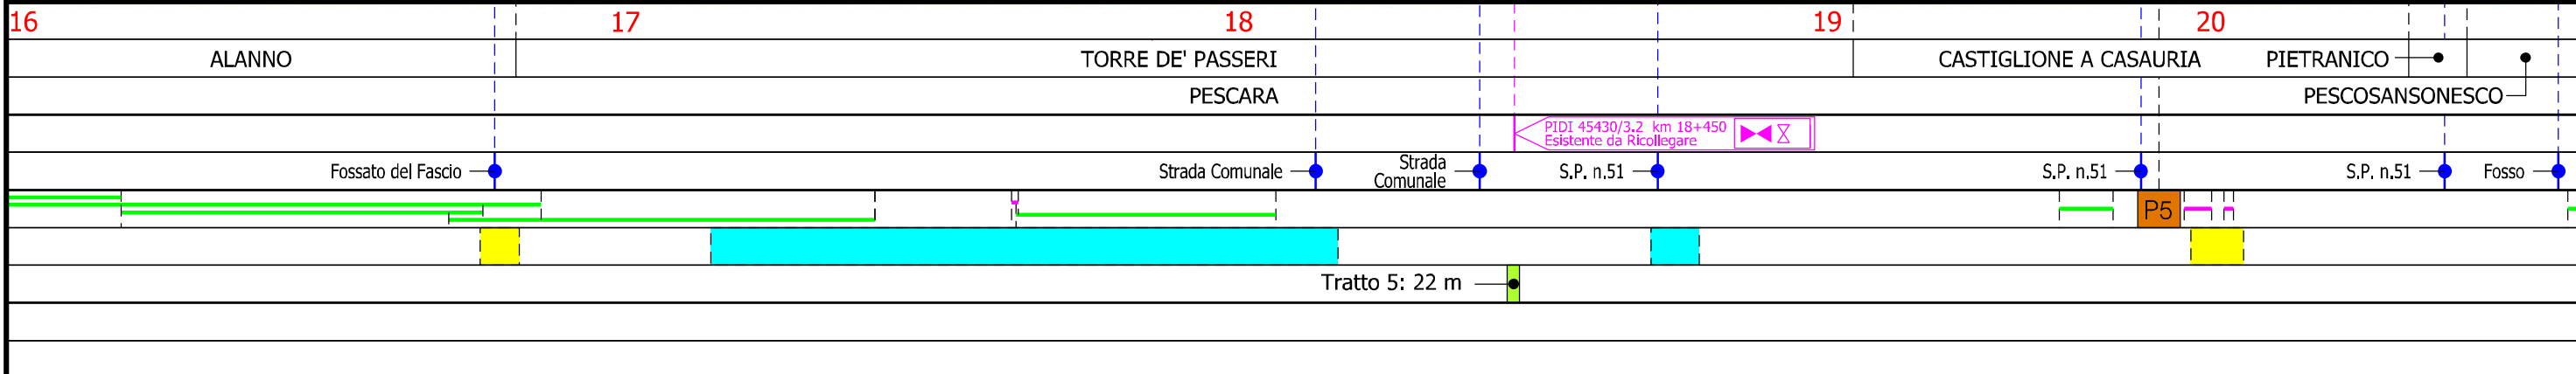 16 17 18 19 20
ALANNO TORRE DE' PASSERI CASTIGLIONE A CASAURIA PIETRANICO
PESCARA PESCOSANSONESCO
PIDI 45430/3.2 km 18+450
Esistente da Ricollegare
Fossato del Fascio Strada Comunale Strada
Comunale S.P. n.51 S.P. n.51 S.P. n.51 Fosso
P5
Tratto 5: 22 m